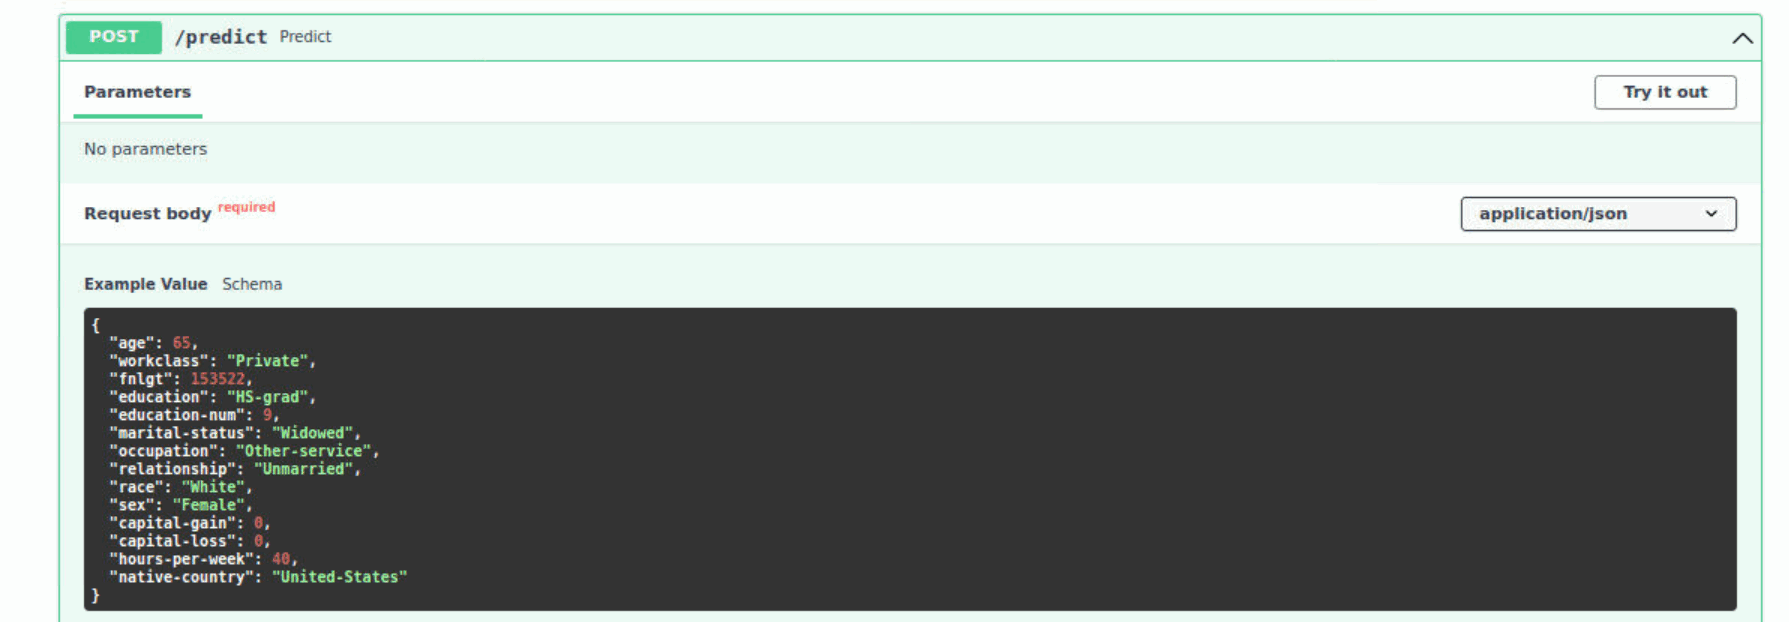 POST /predict Predict
Parameters
Try it out
No parameters
Request body required
application/json
Example Value Schema
{
  "age": 65,
  "workclass": "Private",
  "fnlgt": 153522,
  "education": "HS-grad",
  "education-num": 9,
  "marital-status": "Widowed",
  "occupation": "Other-service",
  "relationship": "Unmarried",
  "race": "White",
  "sex": "Female",
  "capital-gain": 0,
  "capital-loss": 0,
  "hours-per-week": 40,
  "native-country": "United-States"
}